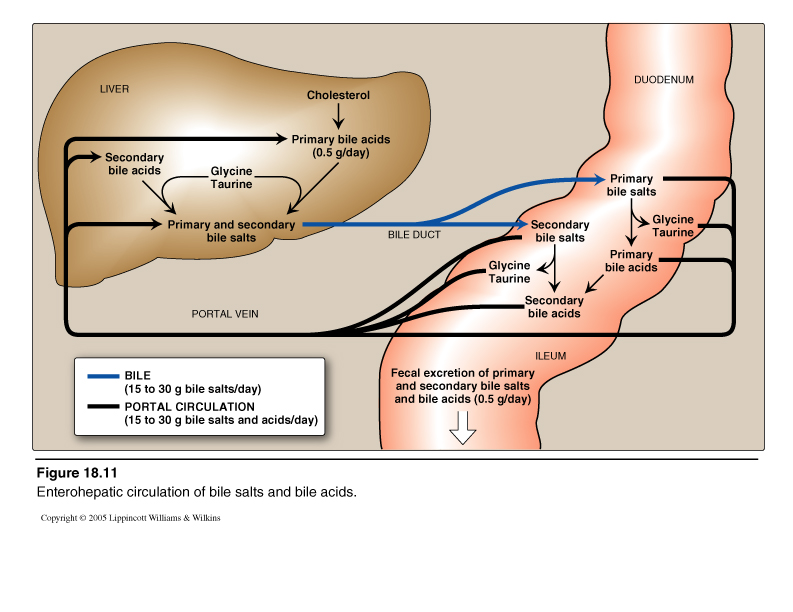 LIVER
DUODENUM
Cholesterol
Primary bile acids
(0.5 g/day)
Secondary
bile acids
Glycine
Taurine
Primary and secondary
bile salts
BILE DUCT
Primary
bile salts
Glycine
Taurine
Secondary
bile salts
Primary
bile acids
Glycine
Taurine
Secondary
bile acids
PORTAL VEIN
ILEUM
Fecal excretion of primary
and secondary bile salts
and bile acids (0.5 g/day)
BILE
(15 to 30 g bile salts/day)
PORTAL CIRCULATION
(15 to 30 g bile salts and acids/day)
Figure 18.11
Enterohepatic circulation of bile salts and bile acids.
Copyright © 2005 Lippincott Williams & Wilkins